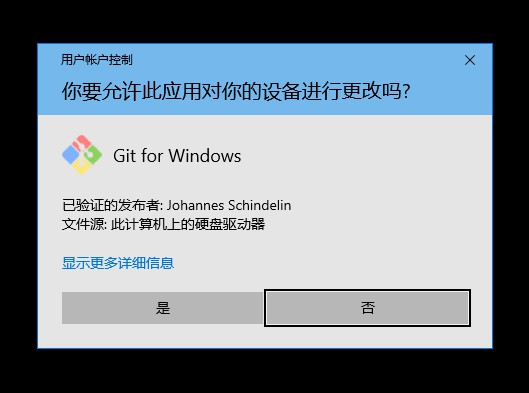 用户帐户控制
你要允许此应用对你的设备进行更改吗?
Git for Windows
已验证的发布者: Johannes Schindelin
文件源: 此计算机上的硬盘驱动器
显示更多详细信息
是
否